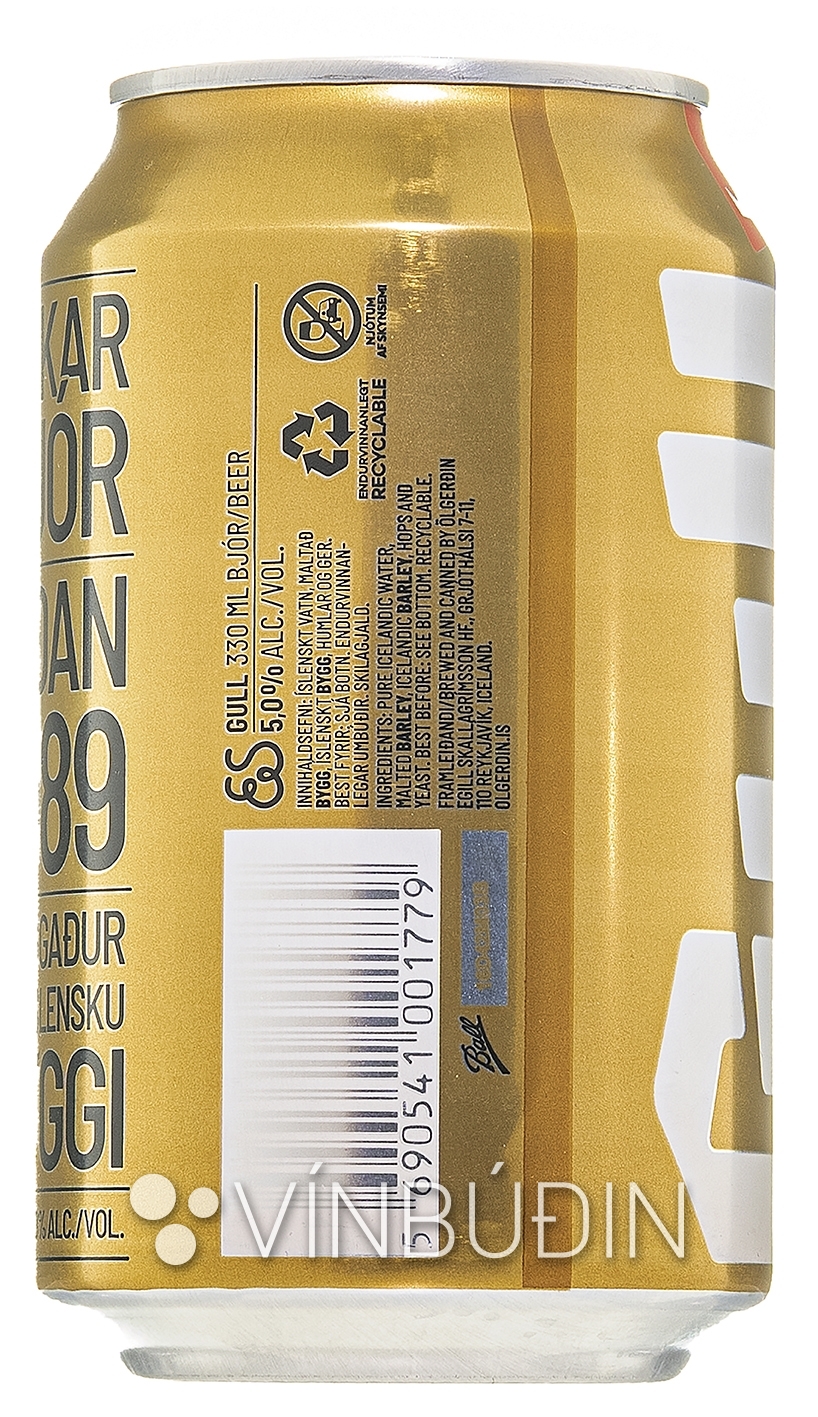 KAR
JOR
DAN
89
GAÐUR
LENSKU
GGI
% ALC./VOL.
GULL 330 ML BJÓR/BEER
5,0% ALC./VOL.
INNIHALDSEFNI: ÍSLENSKT VATN, MALTAÐ
BYGG, ÍSLENSKT BYGG, HUMLAR OG GER.
BEST FYRIR: SJÁ BOTN. ENDURVINNAN-
LEGAR UMBÚÐIR. SKILAGJALD.
INGREDIENTS: PURE ICELANDIC WATER,
MALTED BARLEY, ICELANDIC BARLEY, HOPS AND
YEAST. BEST BEFORE: SEE BOTTOM. RECYCLABLE.
FRAMLEIÐANDI/BREWED AND CANNED BY ÖLGERÐIN
EGILL SKALLAGRÍMSSON HF., GRJÓTHÁLSI 7-11,
110 REYKJAVÍK, ICELAND.
OLGERDIN.IS
ENDURVINNANLEGT
RECYCLABLE
NJÓTUM
AF SKYNSEMI
5 690541 001779
Ball
VÍNBÚÐIN